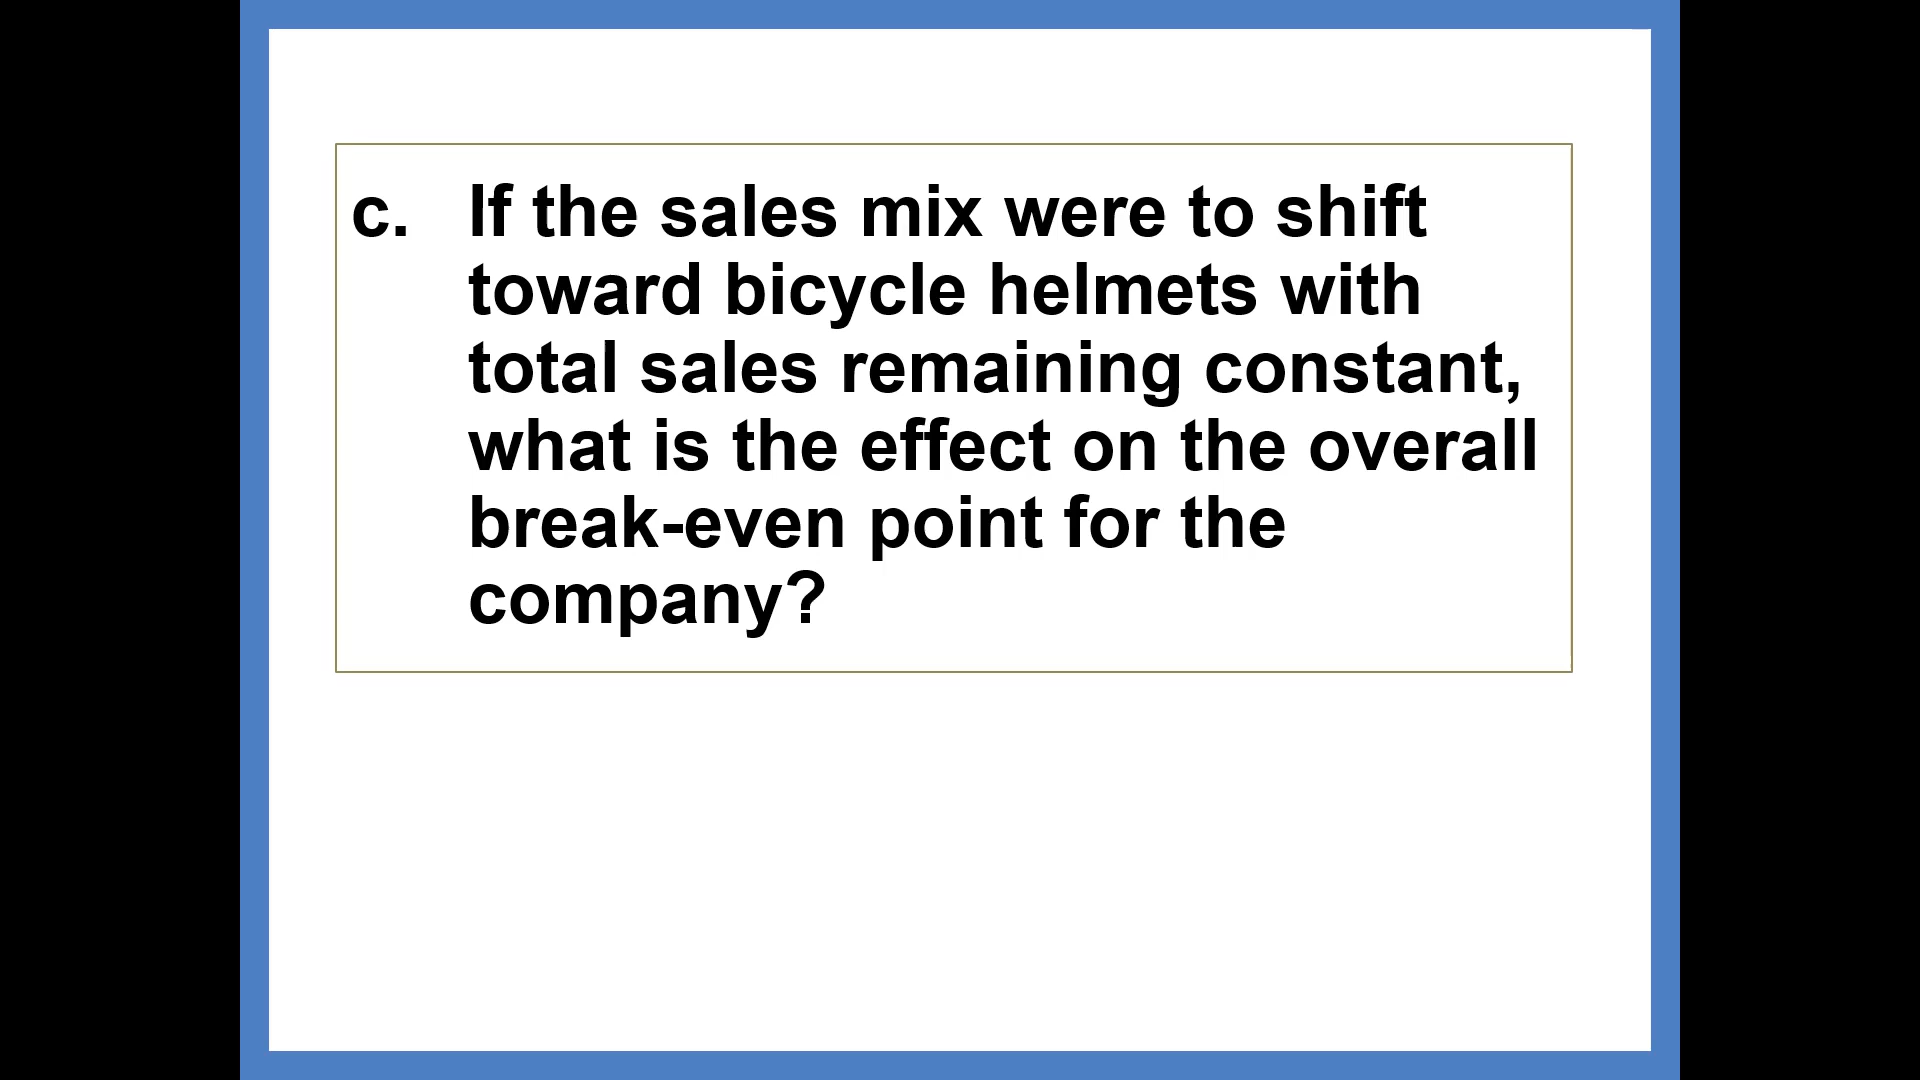 c. If the sales mix were to shift
toward bicycle helmets with
total sales remaining constant,
what is the effect on the overall
break-even point for the
company?